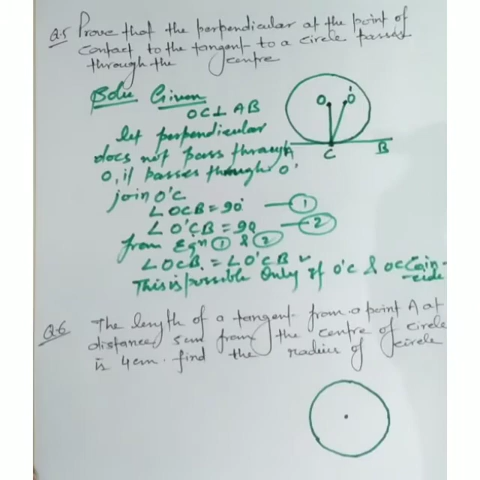 Q.5 Prove that the perpendicular at the point of
contact to the tangent to a circle passes
through the centre
Solu Given
OC⊥ AB
let perpendicular
does not pass through
O, it passes through O'
join O'C
∠OCB = 90° — 1
∠O'CB = 90 — 2
from Eqn 1 & 2
∠OCB = ∠O'CB
This is possible Only if O'C & OC Coin-
cide
O O'
A C B
Q.6 The length of a tangent from a point A at
distance 5cm from the centre of circle
is 4cm. find the radius of circle